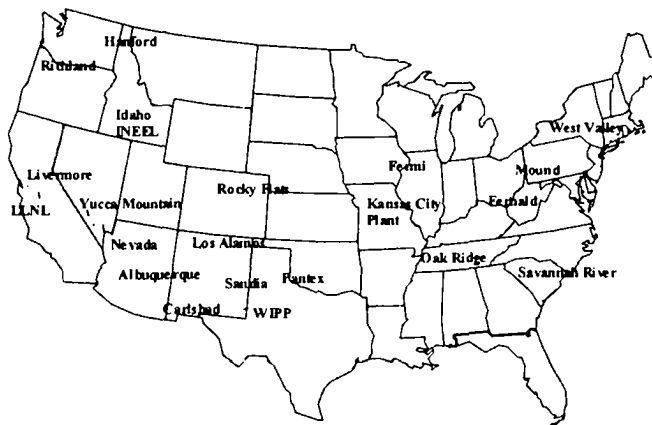 Hanford
Richland
Idaho
INEEL
West Valley
Fermi
Mound
Livermore
Rocky Flats
LLNL
Yucca Mountain
Kansas City
Plant
Fernald
Nevada
Los Alamos
Oak Ridge
Albuquerque
Sandia
Pantex
Savannah River
Carlsbad
WIPP